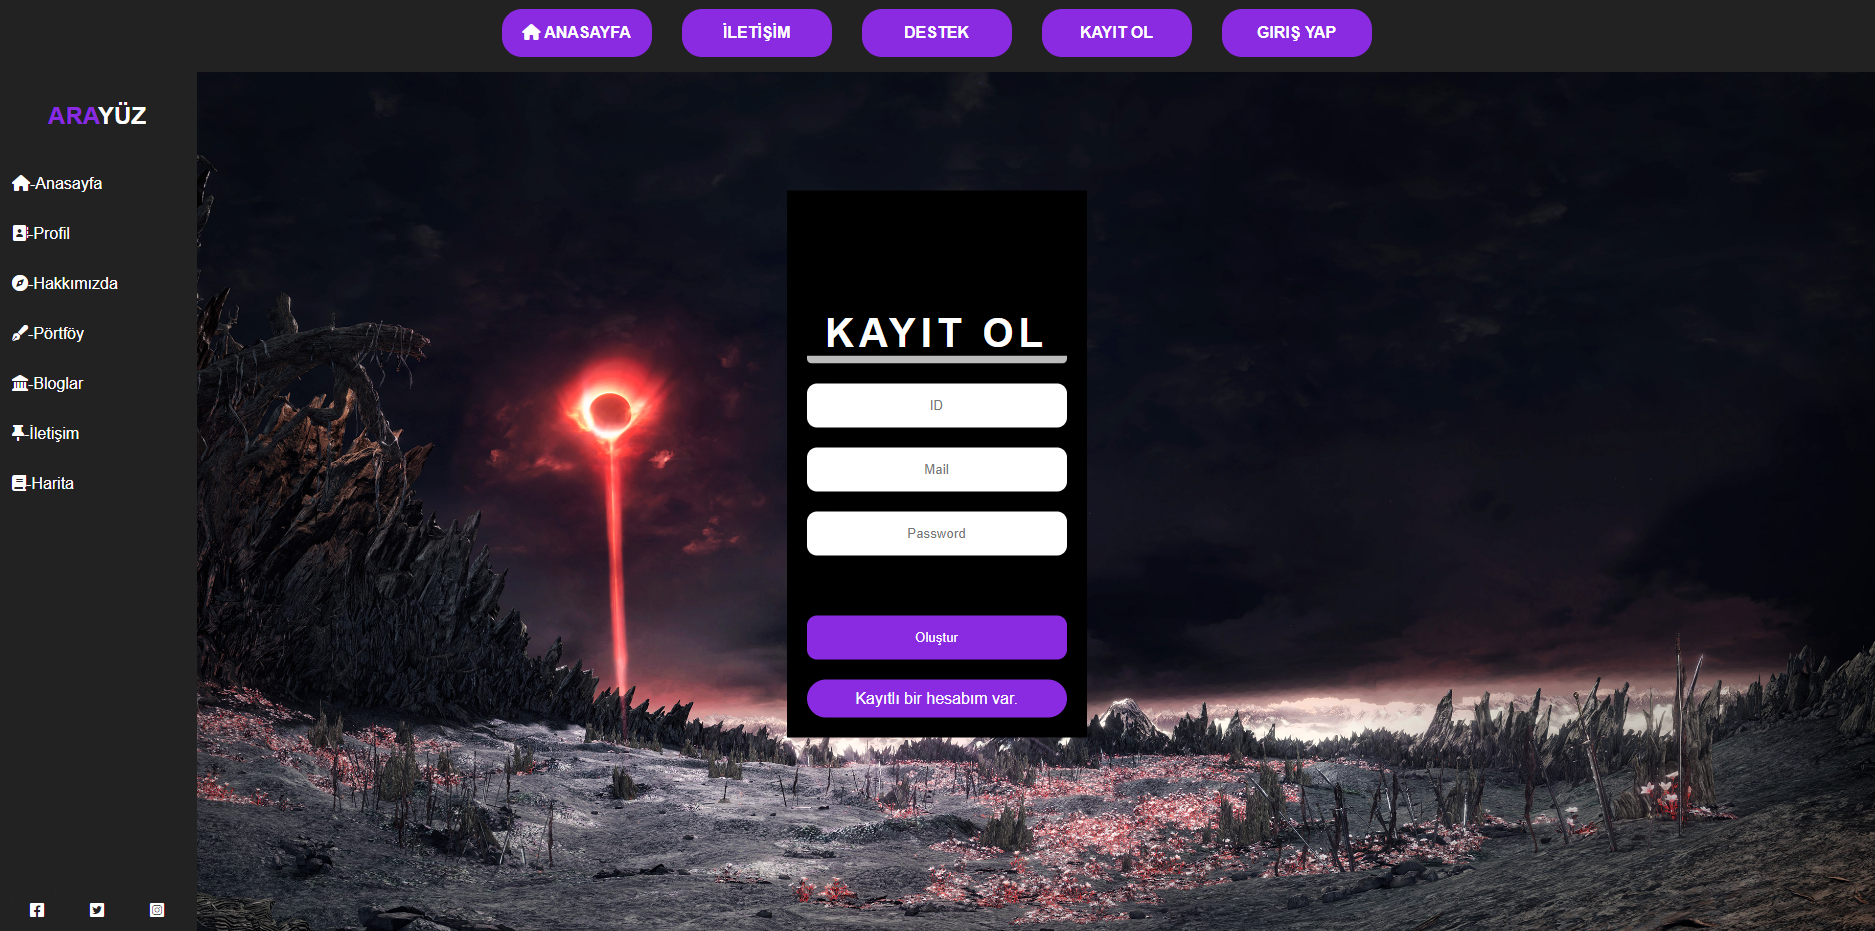 ANASAYFA
İLETİŞİM
DESTEK
KAYIT OL
GIRIŞ YAP
ARAYÜZ
-Anasayfa
-Profil
-Hakkımızda
-Pörtföy
-Bloglar
-İletişim
-Harita
KAYIT OL
ID
Mail
Password
Oluştur
Kayıtlı bir hesabım var.